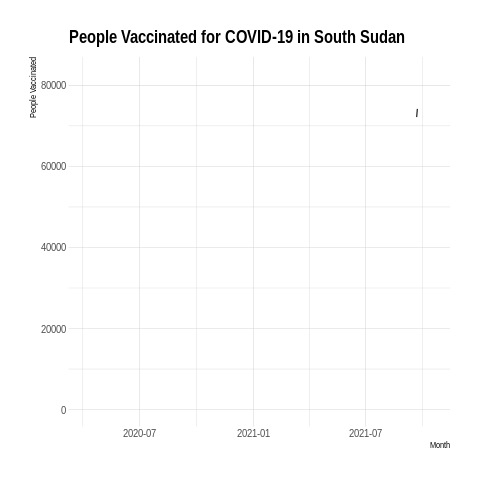 People Vaccinated for COVID-19 in South Sudan
People Vaccinated
80000
60000
40000
20000
0
2020-07 2021-01 2021-07
Month